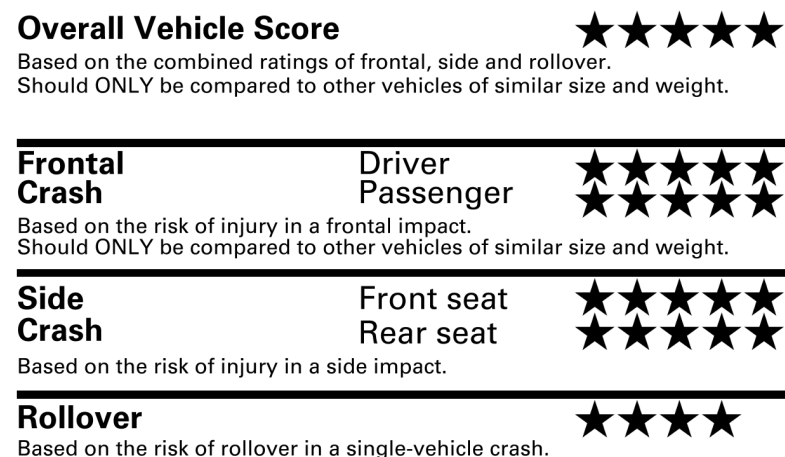 Overall Vehicle Score ★★★★★
Based on the combined ratings of frontal, side and rollover.
Should ONLY be compared to other vehicles of similar size and weight.
Frontal Driver ★★★★★
Crash Passenger ★★★★★
Based on the risk of injury in a frontal impact.
Should ONLY be compared to other vehicles of similar size and weight.
Side Front seat ★★★★★
Crash Rear seat ★★★★★
Based on the risk of injury in a side impact.
Rollover ★★★★
Based on the risk of rollover in a single-vehicle crash.